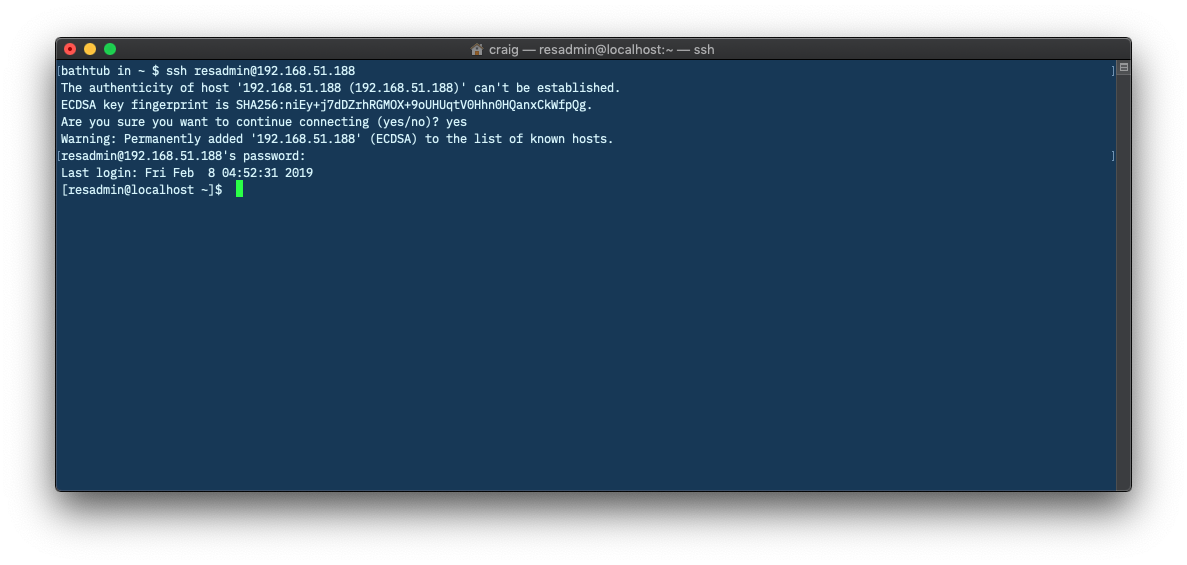 craig — resadmin@localhost:~ — ssh
[bathtub in ~ $ ssh resadmin@192.168.51.188 ]
The authenticity of host '192.168.51.188 (192.168.51.188)' can't be established.
ECDSA key fingerprint is SHA256:niEy+j7dDZrhRGMOX+9oUHUqtV0Hhn0HQanxCkWfpQg.
Are you sure you want to continue connecting (yes/no)? yes
Warning: Permanently added '192.168.51.188' (ECDSA) to the list of known hosts.
[resadmin@192.168.51.188's password: ]
Last login: Fri Feb  8 04:52:31 2019
[resadmin@localhost ~]$